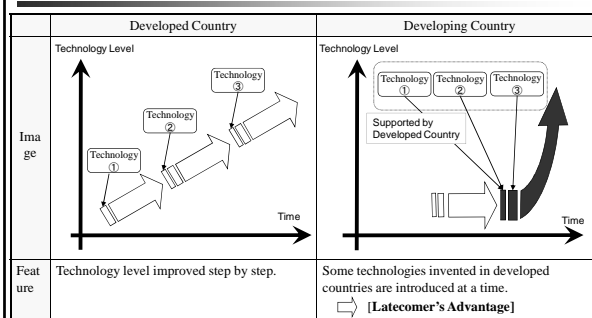 Developed Country
Developing Country
Ima
ge
Technology Level
Technology
①
Technology
②
Technology
③
Time
Technology Level
Technology
①
Technology
②
Technology
③
Supported by
Developed Country
Time
Feat
ure
Technology level improved step by step.
Some technologies invented in developed
countries are introduced at a time.
[Latecomer's Advantage]